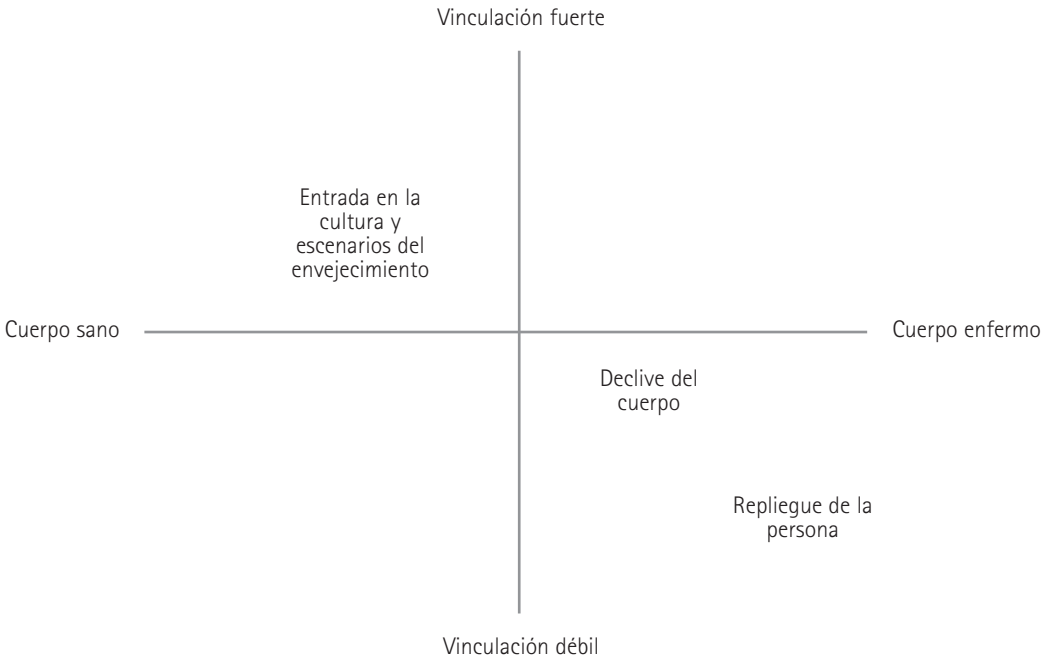 Vinculación fuerte
Entrada en la
cultura y
escenarios del
envejecimiento
Cuerpo sano
Cuerpo enfermo
Declive del
cuerpo
Repliegue de la
persona
Vinculación débil